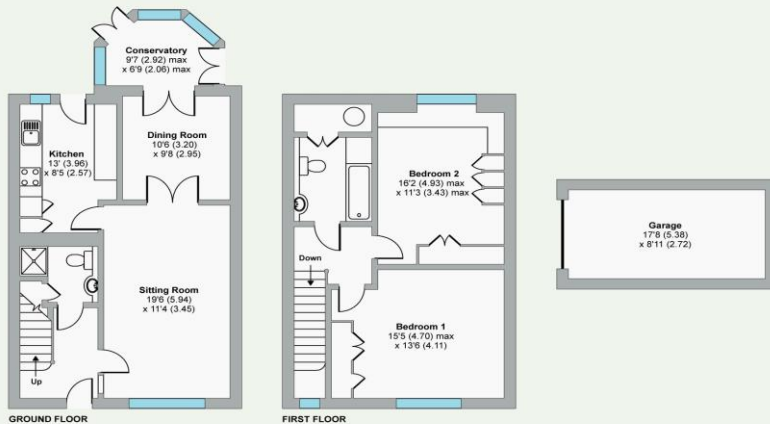 Conservatory
9'7 (2.92) max
x 6'9 (2.06) max
Kitchen
13' (3.96)
x 8'5 (2.57)
Dining Room
10'6 (3.20)
x 9'8 (2.95)
Sitting Room
19'6 (5.94)
x 11'4 (3.45)
Up
GROUND FLOOR
Bedroom 2
16'2 (4.93) max
x 11'3 (3.43) max
Down
Bedroom 1
15'5 (4.70) max
x 13'6 (4.11)
FIRST FLOOR
Garage
17'8 (5.38)
x 8'11 (2.72)